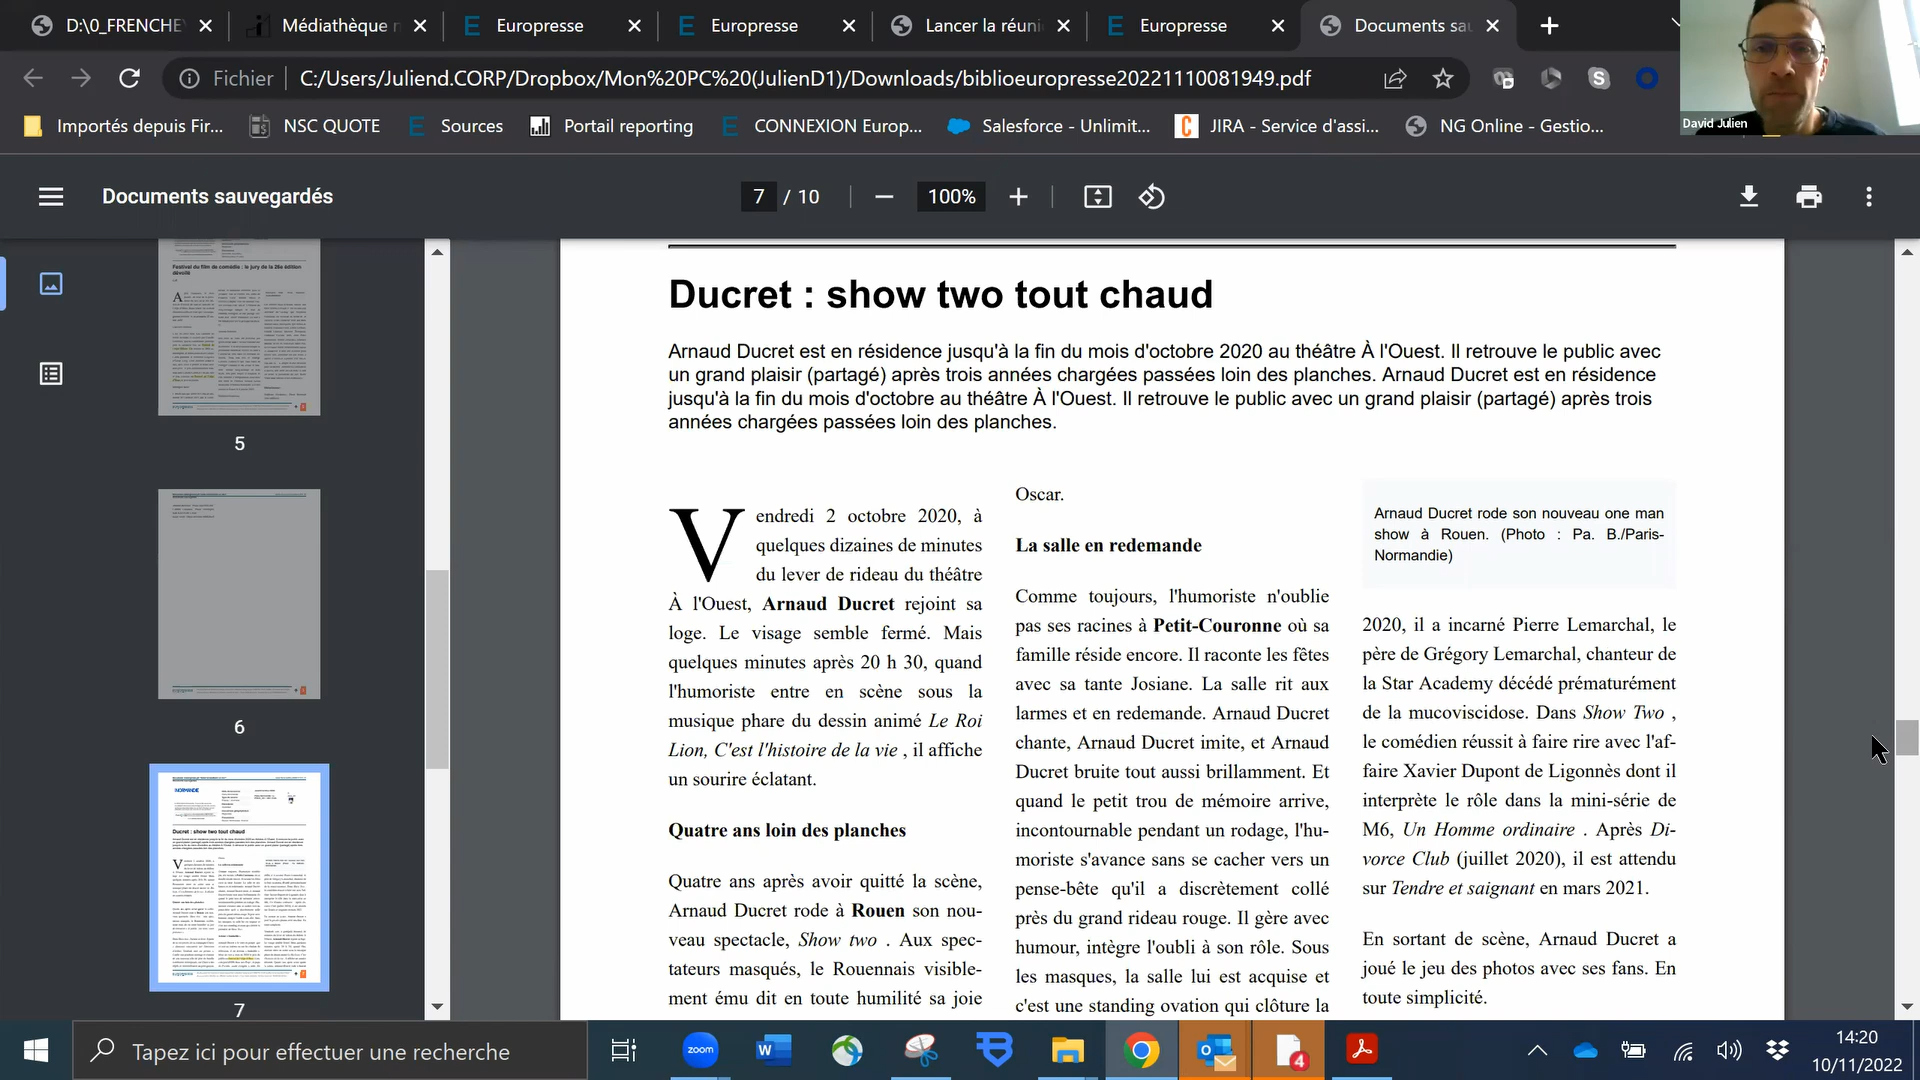 D:\0_FRENCHE
Médiathèque n
Europresse
Europresse
Lancer la réuni
Europresse
Documents sa
Fichier
C:/Users/Juliend.CORP/Dropbox/Mon%20PC%20(JulienD1)/Downloads/biblioeuropresse20221110081949.pdf
David Julien
Importés depuis Fir...
NSC QUOTE
Sources
Portail reporting
CONNEXION Europ...
Salesforce - Unlimit...
JIRA - Service d'assi...
NG Online - Gestio...
Documents sauvegardés
7 / 10
100%
Festival du film de comédie : le jury de la 26e édition
dévoilé
5
6
NORMANDIE
Ducret : show two tout chaud
7
Ducret : show two tout chaud
Arnaud Ducret est en résidence jusqu'à la fin du mois d'octobre 2020 au théâtre À l'Ouest. Il retrouve le public avec
un grand plaisir (partagé) après trois années chargées passées loin des planches. Arnaud Ducret est en résidence
jusqu'à la fin du mois d'octobre au théâtre À l'Ouest. Il retrouve le public avec un grand plaisir (partagé) après trois
années chargées passées loin des planches.
Vendredi 2 octobre 2020, à
quelques dizaines de minutes
du lever de rideau du théâtre
À l'Ouest, Arnaud Ducret rejoint sa
loge. Le visage semble fermé. Mais
quelques minutes après 20 h 30, quand
l'humoriste entre en scène sous la
musique phare du dessin animé Le Roi
Lion, C'est l'histoire de la vie , il affiche
un sourire éclatant.
Quatre ans loin des planches
Quatre ans après avoir quitté la scène,
Arnaud Ducret rode à Rouen son nou-
veau spectacle, Show two . Aux spec-
tateurs masqués, le Rouennais visible-
ment ému dit en toute humilité sa joie
Oscar.
La salle en redemande
Comme toujours, l'humoriste n'oublie
pas ses racines à Petit-Couronne où sa
famille réside encore. Il raconte les fêtes
avec sa tante Josiane. La salle rit aux
larmes et en redemande. Arnaud Ducret
chante, Arnaud Ducret imite, et Arnaud
Ducret bruite tout aussi brillamment. Et
quand le petit trou de mémoire arrive,
incontournable pendant un rodage, l'hu-
moriste s'avance sans se cacher vers un
pense-bête qu'il a discrètement collé
près du grand rideau rouge. Il gère avec
humour, intègre l'oubli à son rôle. Sous
les masques, la salle lui est acquise et
c'est une standing ovation qui clôture la
Arnaud Ducret rode son nouveau one man
show à Rouen. (Photo : Pa. B./Paris-
Normandie)
2020, il a incarné Pierre Lemarchal, le
père de Grégory Lemarchal, chanteur de
la Star Academy décédé prématurément
de la mucoviscidose. Dans Show Two ,
le comédien réussit à faire rire avec l'af-
faire Xavier Dupont de Ligonnès dont il
interprète le rôle dans la mini-série de
M6, Un Homme ordinaire . Après Di-
vorce Club (juillet 2020), il est attendu
sur Tendre et saignant en mars 2021.
En sortant de scène, Arnaud Ducret a
joué le jeu des photos avec ses fans. En
toute simplicité.
Tapez ici pour effectuer une recherche
zoom
4
14:20
10/11/2022